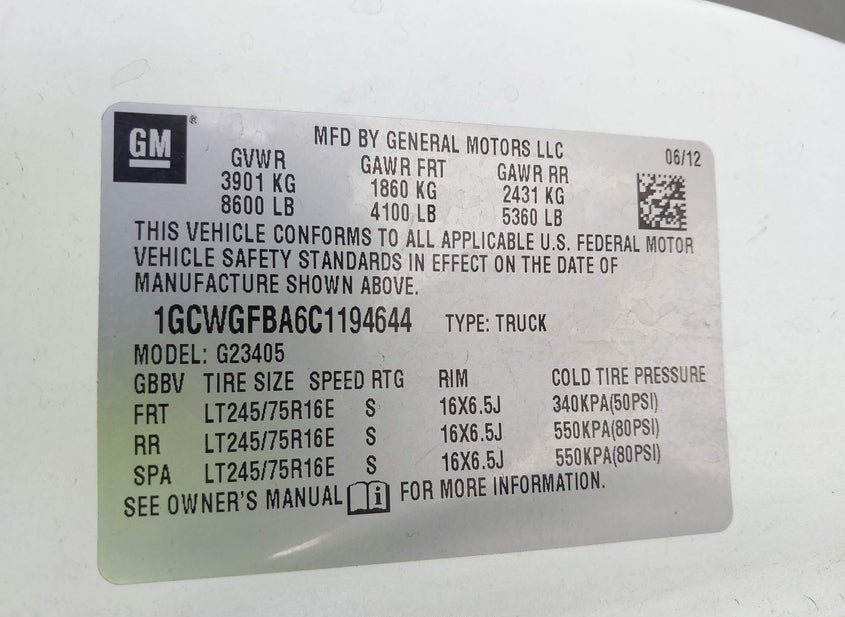 GM®
MFD BY GENERAL MOTORS LLC 06/12
GVWR GAWR FRT GAWR RR
3901 KG 1860 KG 2431 KG
8600 LB 4100 LB 5360 LB
THIS VEHICLE CONFORMS TO ALL APPLICABLE U.S. FEDERAL MOTOR
VEHICLE SAFETY STANDARDS IN EFFECT ON THE DATE OF
MANUFACTURE SHOWN ABOVE.
1GCWGFBA6C1194644 TYPE: TRUCK
MODEL: G23405
GBBV TIRE SIZE SPEED RTG RIM COLD TIRE PRESSURE
FRT LT245/75R16E S 16X6.5J 340KPA(50PSI)
RR LT245/75R16E S 16X6.5J 550KPA(80PSI)
SPA LT245/75R16E S 16X6.5J 550KPA(80PSI)
SEE OWNER'S MANUAL i FOR MORE INFORMATION.